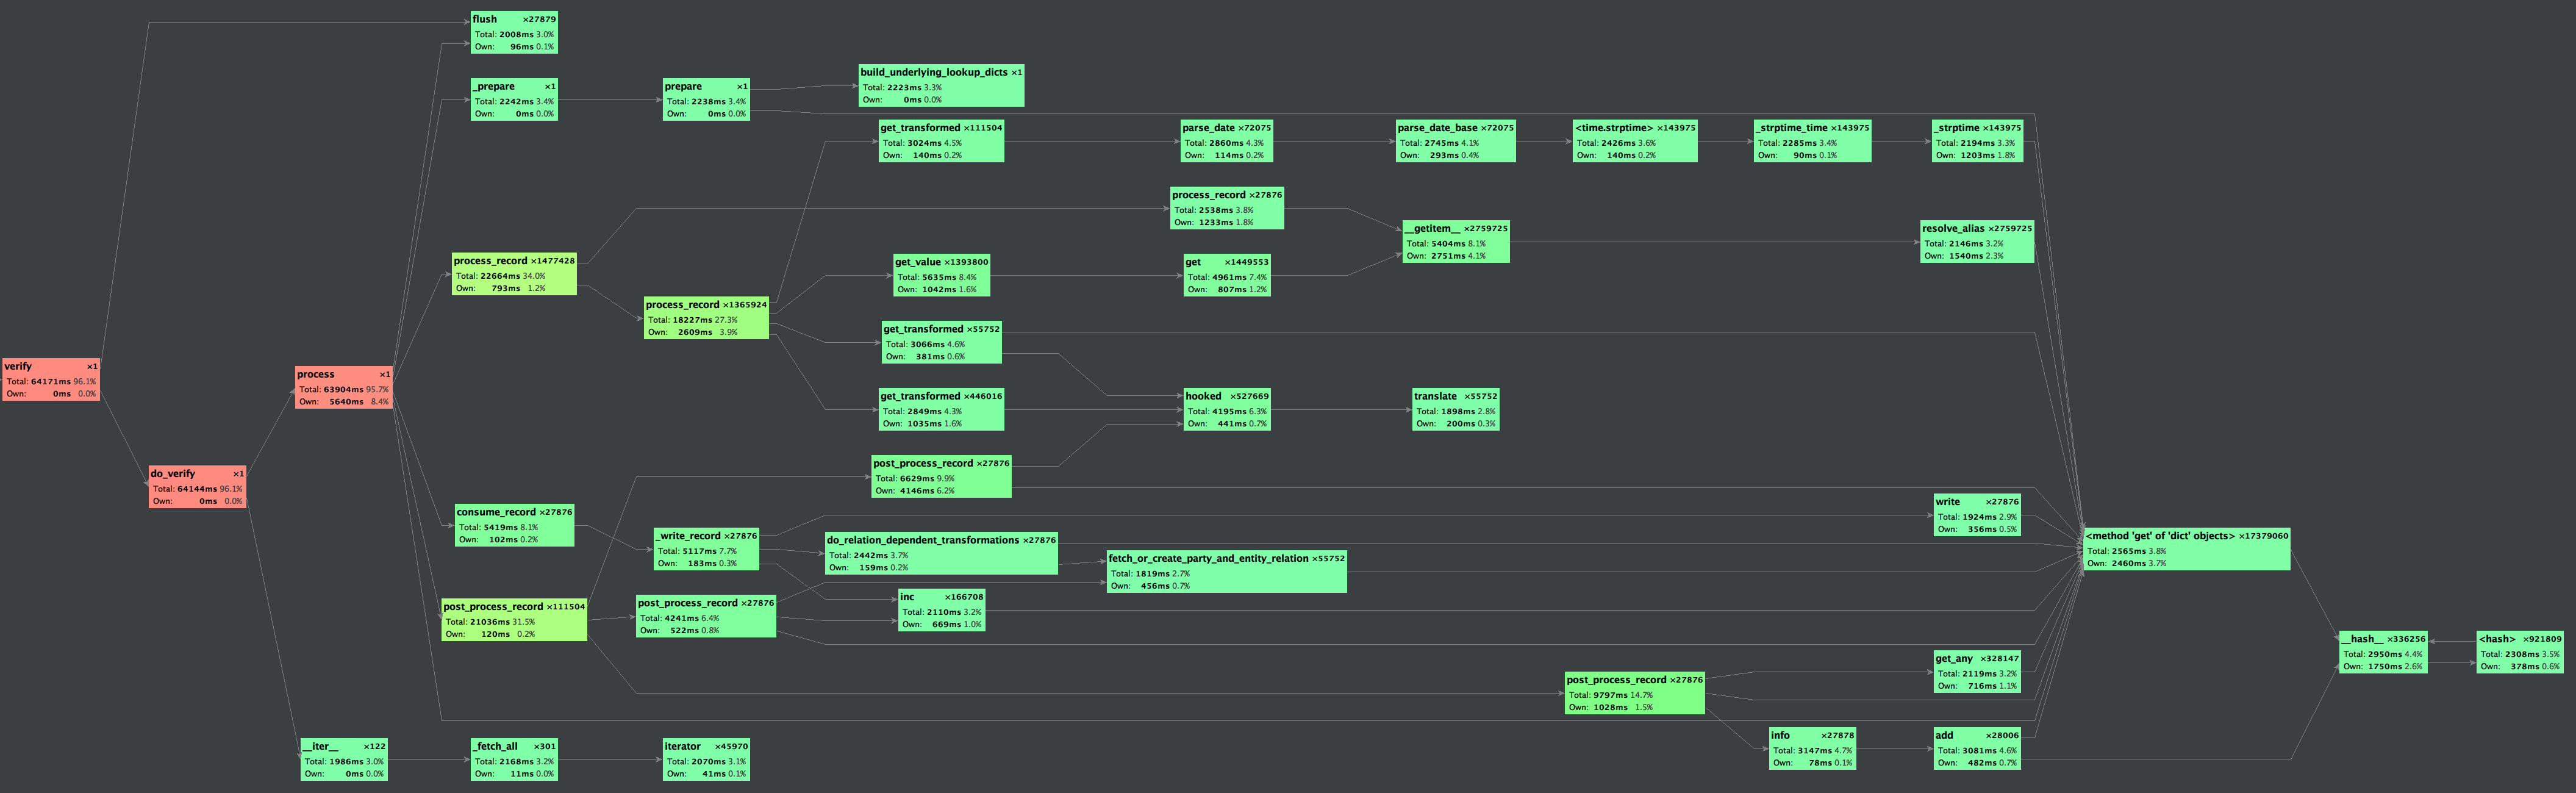 flush ×27879
Total: 2008ms 3.0%
Own: 96ms 0.1%
_prepare ×1
Total: 2242ms 3.4%
Own: 0ms 0.0%
prepare ×1
Total: 2238ms 3.4%
Own: 0ms 0.0%
build_underlying_lookup_dicts ×1
Total: 2223ms 3.3%
Own: 0ms 0.0%
get_transformed ×111504
Total: 3024ms 4.5%
Own: 140ms 0.2%
parse_date ×72075
Total: 2860ms 4.3%
Own: 114ms 0.2%
parse_date_base ×72075
Total: 2745ms 4.1%
Own: 293ms 0.4%
<time.strptime> ×143975
Total: 2426ms 3.6%
Own: 140ms 0.2%
_strptime_time ×143975
Total: 2285ms 3.4%
Own: 90ms 0.1%
_strptime ×143975
Total: 2194ms 3.3%
Own: 1203ms 1.8%
process_record ×27876
Total: 2538ms 3.8%
Own: 1233ms 1.8%
__getitem__ ×2759725
Total: 5404ms 8.1%
Own: 2751ms 4.1%
resolve_alias ×2759725
Total: 2146ms 3.2%
Own: 1540ms 2.3%
process_record ×1477428
Total: 22664ms 34.0%
Own: 793ms 1.2%
get_value ×1393800
Total: 5635ms 8.4%
Own: 1042ms 1.6%
get ×1449553
Total: 4961ms 7.4%
Own: 807ms 1.2%
process_record ×1365924
Total: 18227ms 27.3%
Own: 2609ms 3.9%
get_transformed ×55752
Total: 3066ms 4.6%
Own: 381ms 0.6%
verify ×1
Total: 64171ms 96.1%
Own: 0ms 0.0%
process ×1
Total: 63904ms 95.7%
Own: 5640ms 8.4%
get_transformed ×446016
Total: 2849ms 4.3%
Own: 1035ms 1.6%
hooked ×527669
Total: 4195ms 6.3%
Own: 441ms 0.7%
translate ×55752
Total: 1898ms 2.8%
Own: 200ms 0.3%
do_verify ×1
Total: 64144ms 96.1%
Own: 0ms 0.0%
post_process_record ×27876
Total: 6629ms 9.9%
Own: 4146ms 6.2%
consume_record ×27876
Total: 5419ms 8.1%
Own: 102ms 0.2%
_write_record ×27876
Total: 5117ms 7.7%
Own: 183ms 0.3%
do_relation_dependent_transformations ×27876
Total: 2442ms 3.7%
Own: 159ms 0.2%
fetch_or_create_party_and_entity_relation ×55752
Total: 1819ms 2.7%
Own: 456ms 0.7%
write ×27876
Total: 1924ms 2.9%
Own: 356ms 0.5%
<method 'get' of 'dict' objects> ×17379060
Total: 2565ms 3.8%
Own: 2460ms 3.7%
post_process_record ×111504
Total: 21036ms 31.5%
Own: 120ms 0.2%
post_process_record ×27876
Total: 4241ms 6.4%
Own: 522ms 0.8%
inc ×166708
Total: 2110ms 3.2%
Own: 669ms 1.0%
__hash__ ×336256
Total: 2950ms 4.4%
Own: 1750ms 2.6%
<hash> ×921809
Total: 2308ms 3.5%
Own: 378ms 0.6%
post_process_record ×27876
Total: 9797ms 14.7%
Own: 1028ms 1.5%
get_any ×328147
Total: 2119ms 3.2%
Own: 716ms 1.1%
__iter__ ×122
Total: 1986ms 3.0%
Own: 0ms 0.0%
_fetch_all ×301
Total: 2168ms 3.2%
Own: 11ms 0.0%
iterator ×45970
Total: 2070ms 3.1%
Own: 41ms 0.1%
info ×27878
Total: 3147ms 4.7%
Own: 78ms 0.1%
add ×28006
Total: 3081ms 4.6%
Own: 482ms 0.7%